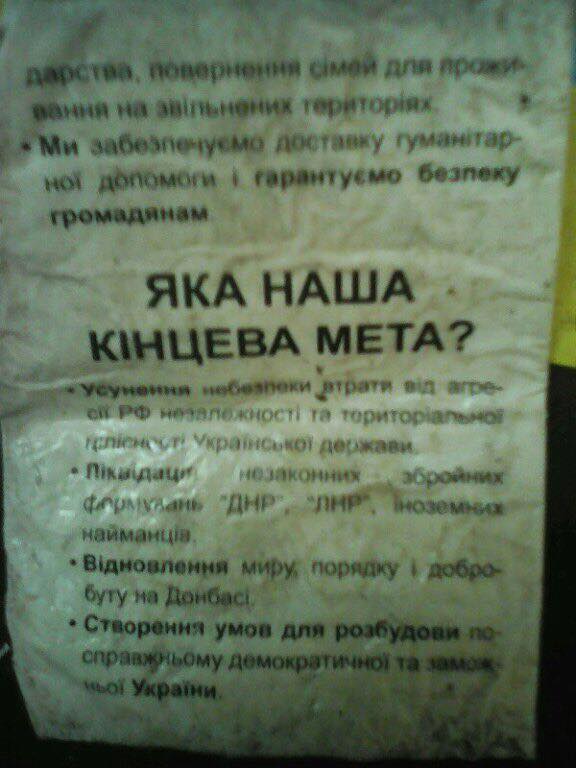 дарства, повернення сімей для прожи-
вання на звільнених територіях.
• Ми забезпечуємо доставку гуманітар-
ної допомоги і гарантуємо безпеку
громадянам.
ЯКА НАША
КІНЦЕВА МЕТА?
• Усунення небезпеки втрати від агре-
сії РФ незалежності та територіальної
цілісності Української держави.
• Ліквідація незаконних збройних
формувань "ДНР", "ЛНР", іноземних
найманців.
• Відновлення миру, порядку і добро-
буту на Донбасі.
• Створення умов для розбудови по-
справжньому демократичної та замож-
ньої України.